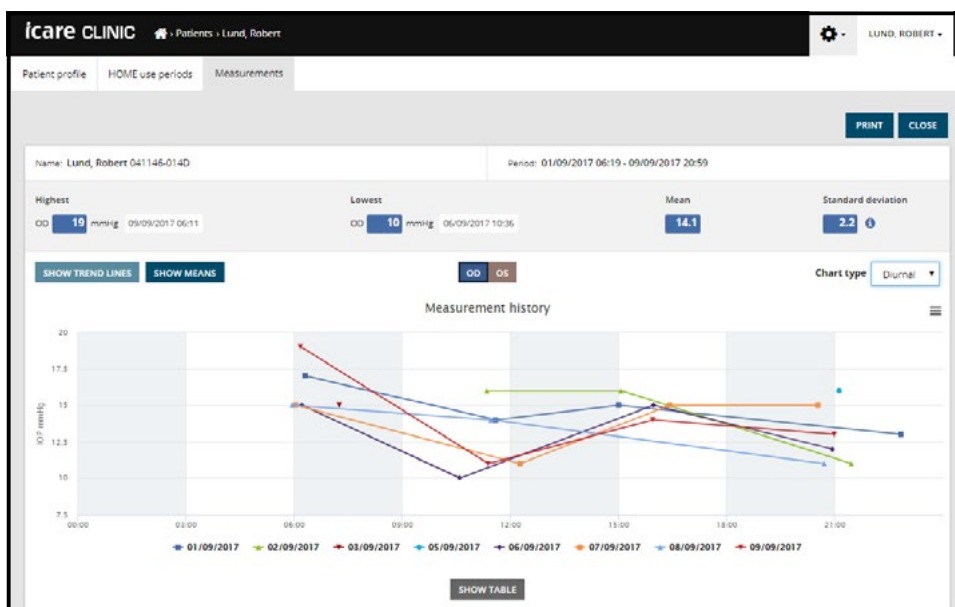 icare CLINIC › Patients › Lund, Robert LUND, ROBERT
Patient profile HOME use periods Measurements
PRINT CLOSE
Name: Lund, Robert 041146-014D Period: 01/09/2017 06:19 - 09/09/2017 20:59
Highest Lowest Mean Standard deviation
OD 19 mmHg 09/09/2017 06:11 OD 10 mmHg 06/09/2017 10:36 14.1 2.2 i
SHOW TREND LINES SHOW MEANS OD OS Chart type Diurnal
Measurement history
20
17.5
15
12.5
10
7.5
IOP mmHg
00:00 03:00 06:00 09:00 12:00 15:00 18:00 21:00
01/09/2017 02/09/2017 03/09/2017 05/09/2017 06/09/2017 07/09/2017 08/09/2017 09/09/2017
SHOW TABLE